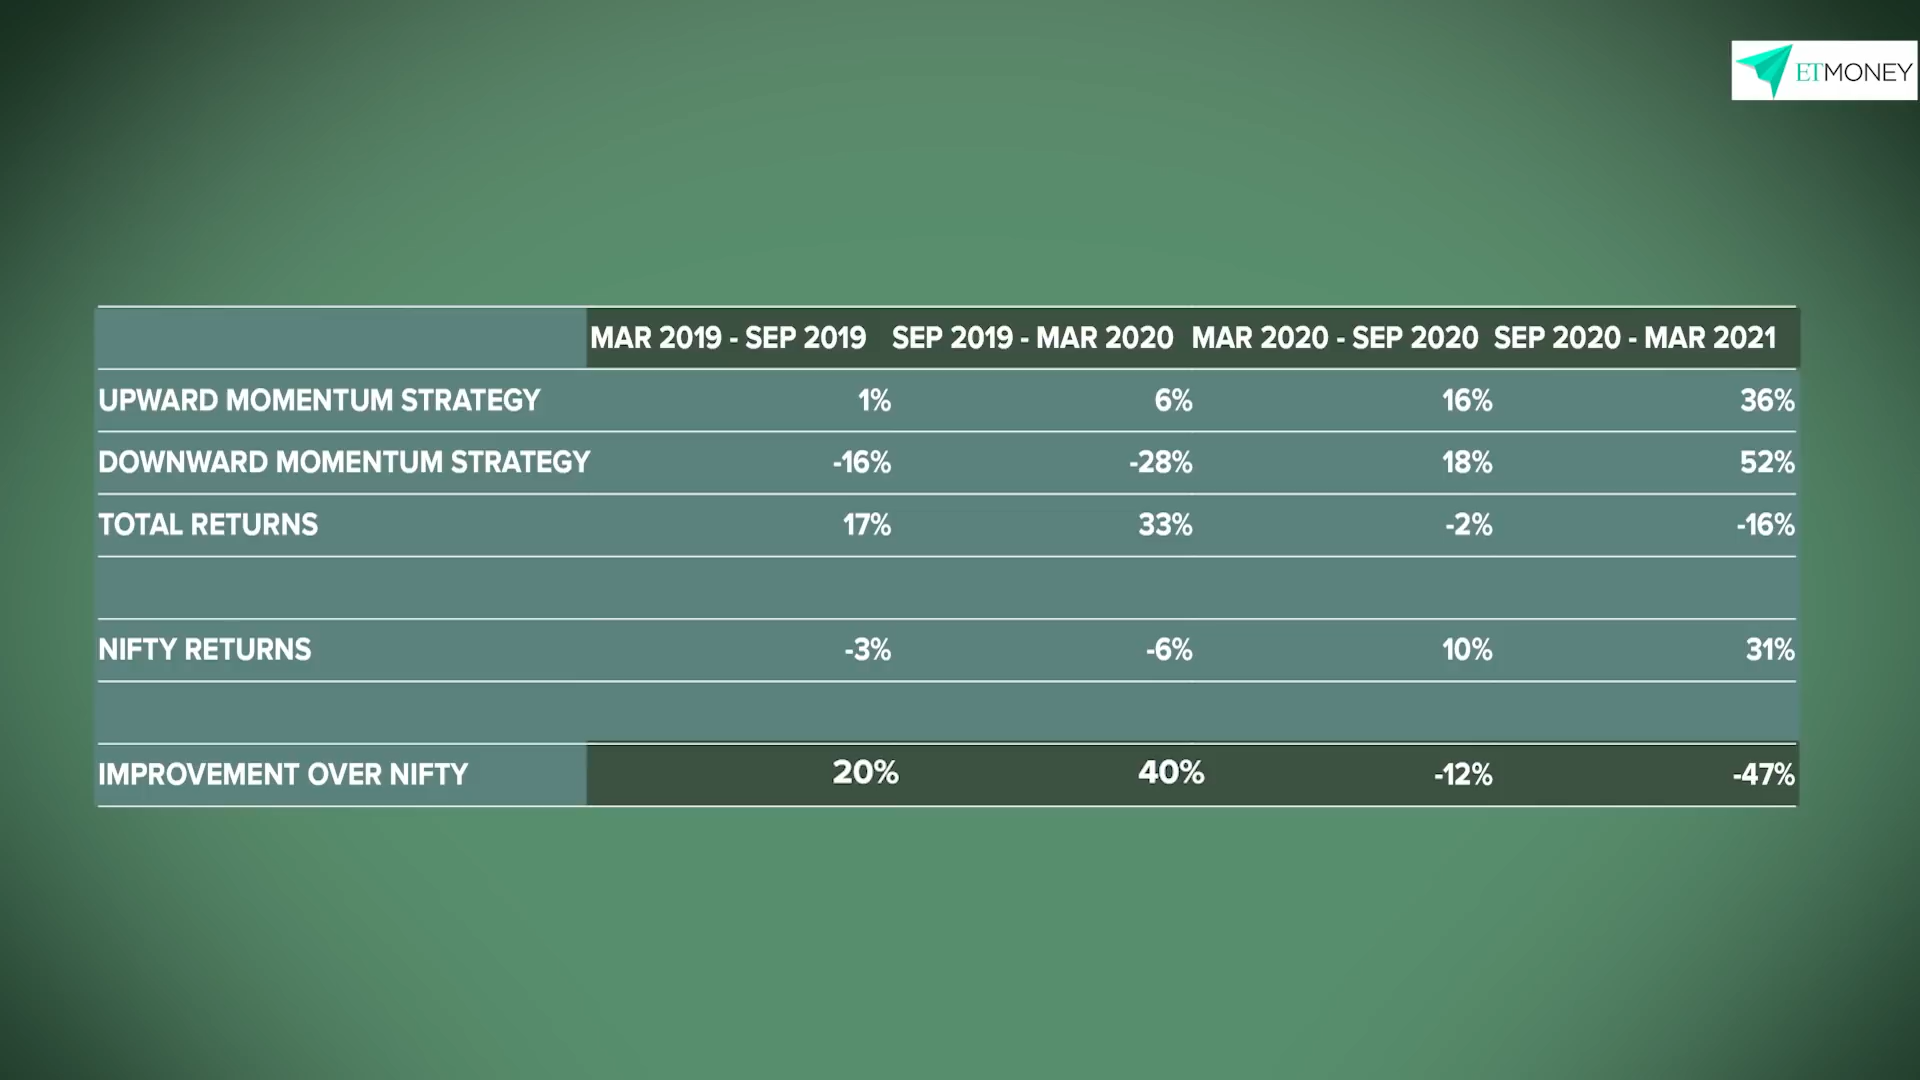 ETMONEY
MAR 2019 - SEP 2019 SEP 2019 - MAR 2020 MAR 2020 - SEP 2020 SEP 2020 - MAR 2021
UPWARD MOMENTUM STRATEGY 1% 6% 16% 36%
DOWNWARD MOMENTUM STRATEGY -16% -28% 18% 52%
TOTAL RETURNS 17% 33% -2% -16%
NIFTY RETURNS -3% -6% 10% 31%
IMPROVEMENT OVER NIFTY 20% 40% -12% -47%